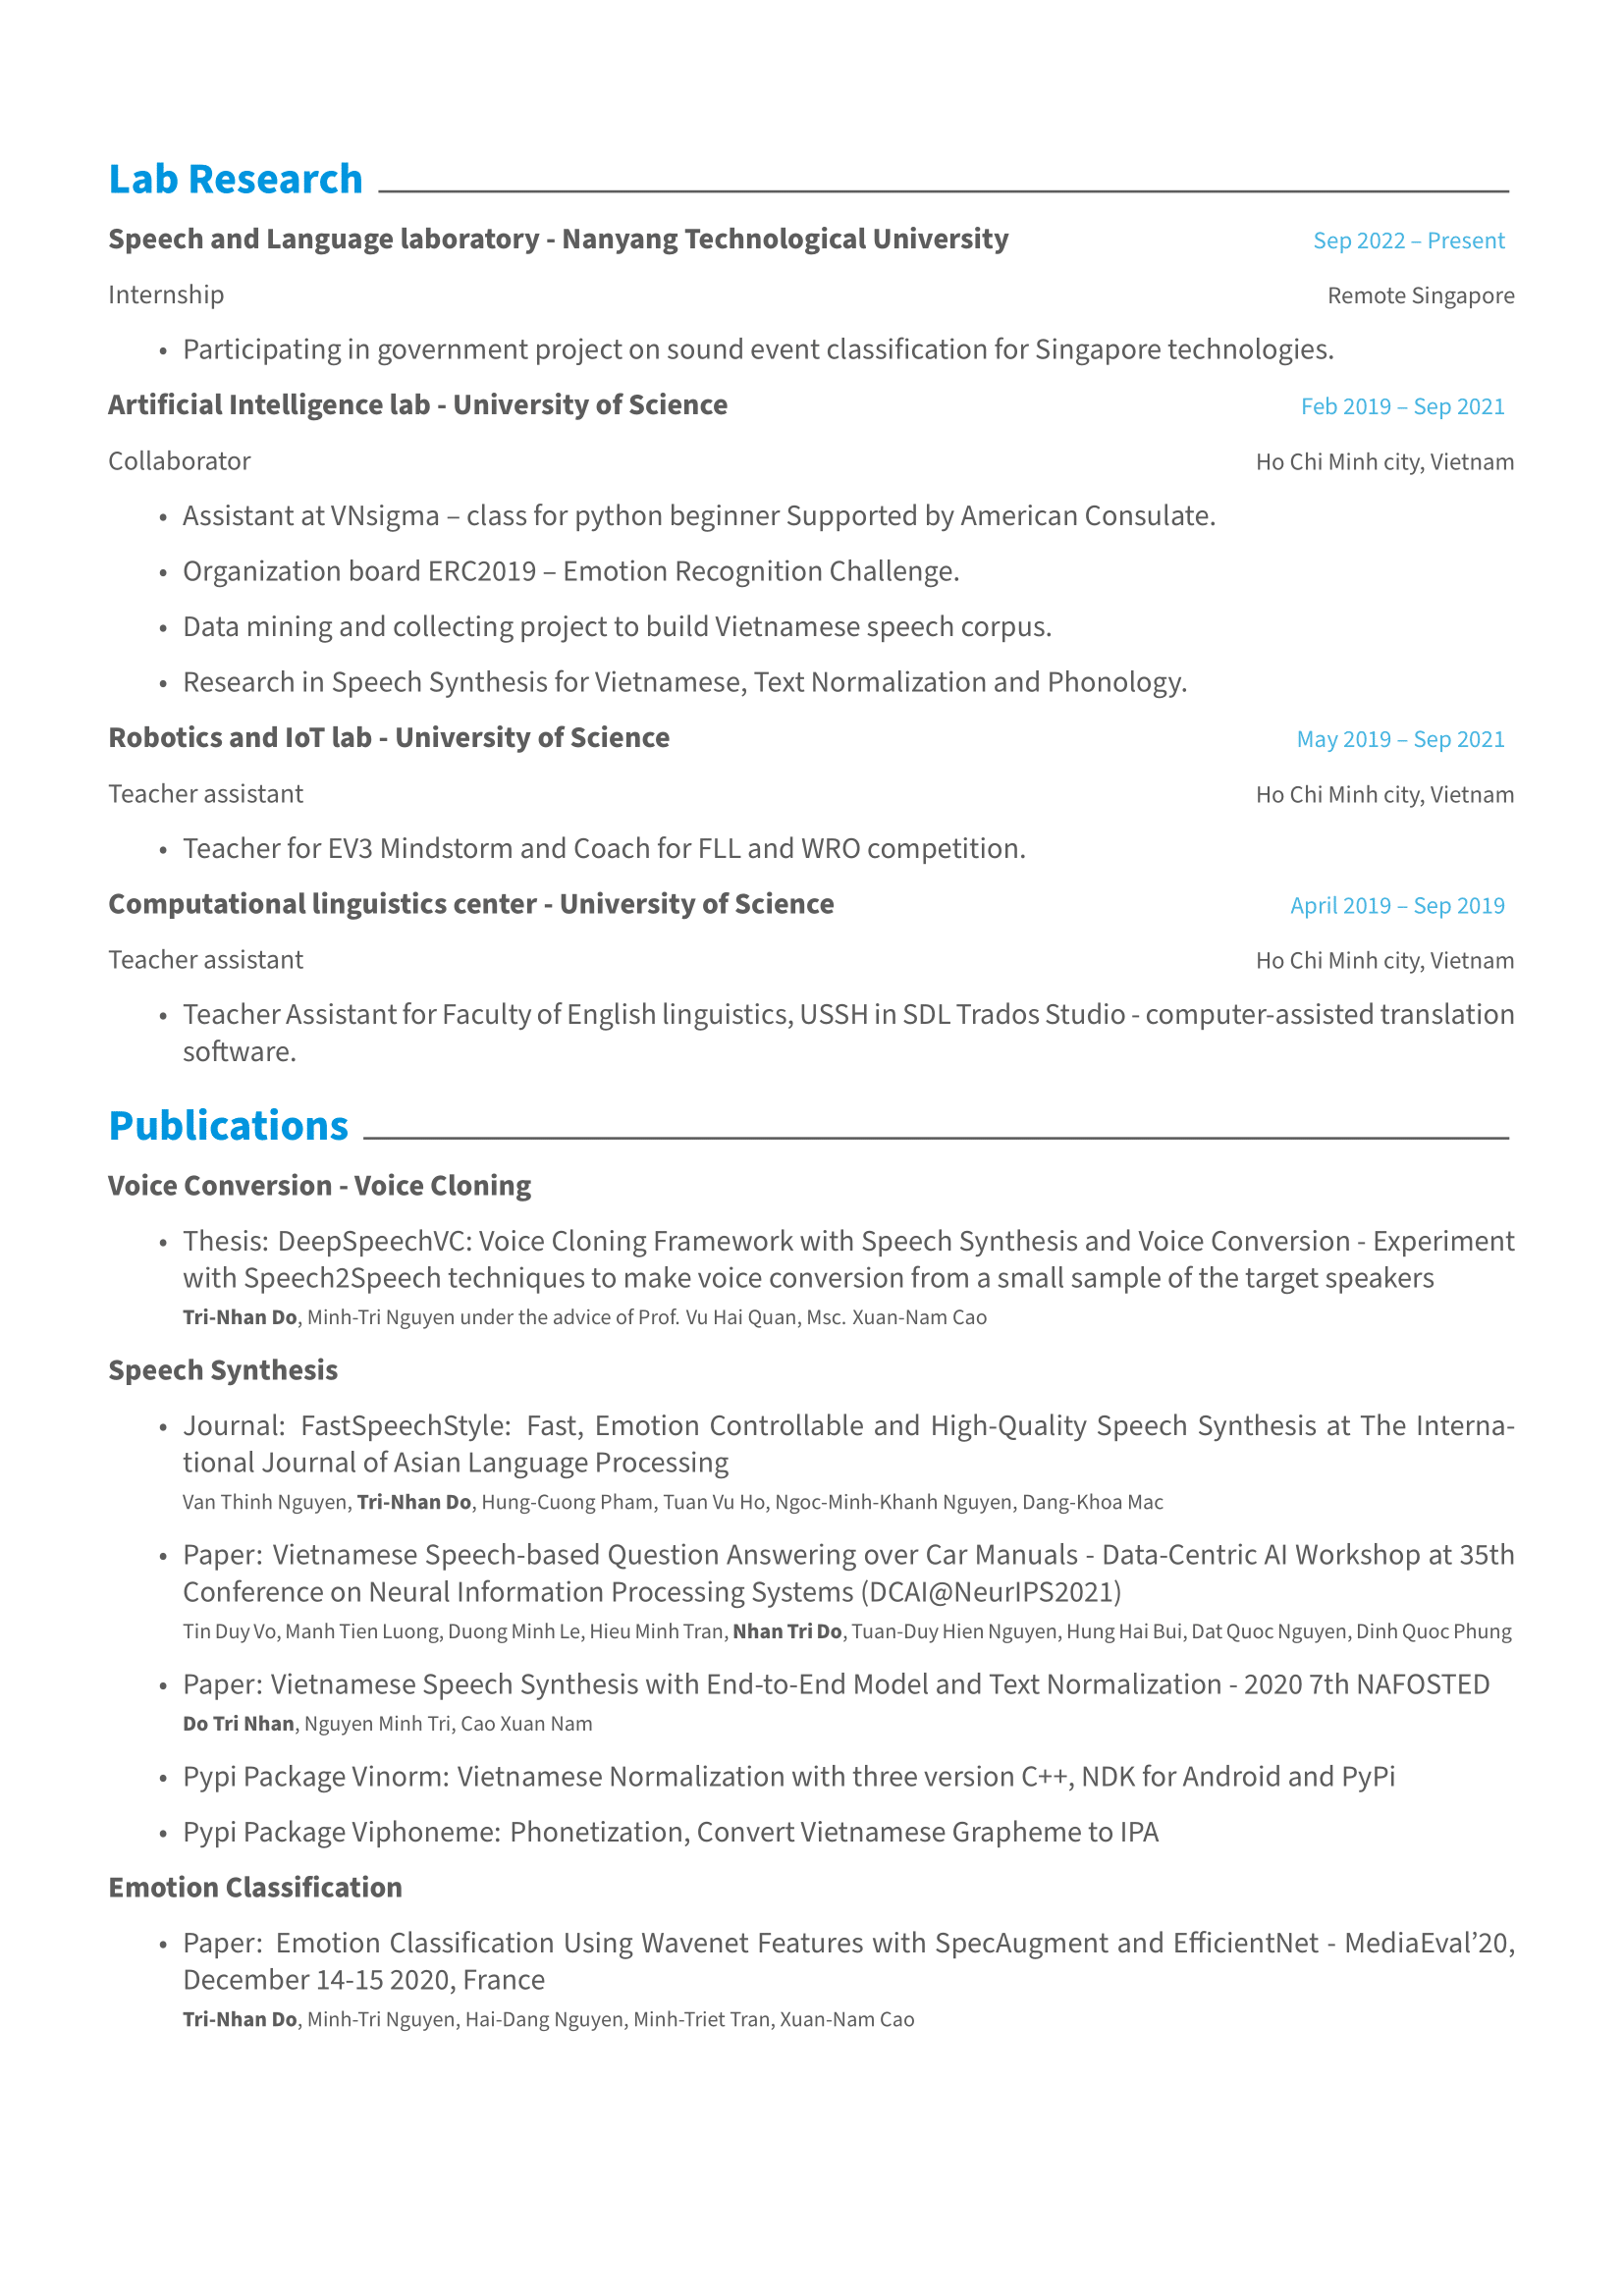 Lab Research
Speech and Language laboratory - Nanyang Technological University Sep 2022 – Present
Internship Remote Singapore
• Participating in government project on sound event classification for Singapore technologies.
Artificial Intelligence lab - University of Science Feb 2019 – Sep 2021
Collaborator Ho Chi Minh city, Vietnam
• Assistant at VNsigma – class for python beginner Supported by American Consulate.
• Organization board ERC2019 – Emotion Recognition Challenge.
• Data mining and collecting project to build Vietnamese speech corpus.
• Research in Speech Synthesis for Vietnamese, Text Normalization and Phonology.
Robotics and IoT lab - University of Science May 2019 – Sep 2021
Teacher assistant Ho Chi Minh city, Vietnam
• Teacher for EV3 Mindstorm and Coach for FLL and WRO competition.
Computational linguistics center - University of Science April 2019 – Sep 2019
Teacher assistant Ho Chi Minh city, Vietnam
• Teacher Assistant for Faculty of English linguistics, USSH in SDL Trados Studio - computer-assisted translation
software.
Publications
Voice Conversion - Voice Cloning
• Thesis: DeepSpeechVC: Voice Cloning Framework with Speech Synthesis and Voice Conversion - Experiment
with Speech2Speech techniques to make voice conversion from a small sample of the target speakers
Tri-Nhan Do, Minh-Tri Nguyen under the advice of Prof. Vu Hai Quan, Msc. Xuan-Nam Cao
Speech Synthesis
• Journal: FastSpeechStyle: Fast, Emotion Controllable and High-Quality Speech Synthesis at The Interna-
tional Journal of Asian Language Processing
Van Thinh Nguyen, Tri-Nhan Do, Hung-Cuong Pham, Tuan Vu Ho, Ngoc-Minh-Khanh Nguyen, Dang-Khoa Mac
• Paper: Vietnamese Speech-based Question Answering over Car Manuals - Data-Centric AI Workshop at 35th
Conference on Neural Information Processing Systems (DCAI@NeurIPS2021)
Tin Duy Vo, Manh Tien Luong, Duong Minh Le, Hieu Minh Tran, Nhan Tri Do, Tuan-Duy Hien Nguyen, Hung Hai Bui, Dat Quoc Nguyen, Dinh Quoc Phung
• Paper: Vietnamese Speech Synthesis with End-to-End Model and Text Normalization - 2020 7th NAFOSTED
Do Tri Nhan, Nguyen Minh Tri, Cao Xuan Nam
• Pypi Package Vinorm: Vietnamese Normalization with three version C++, NDK for Android and PyPi
• Pypi Package Viphoneme: Phonetization, Convert Vietnamese Grapheme to IPA
Emotion Classification
• Paper: Emotion Classification Using Wavenet Features with SpecAugment and EfficientNet - MediaEval’20,
December 14-15 2020, France
Tri-Nhan Do, Minh-Tri Nguyen, Hai-Dang Nguyen, Minh-Triet Tran, Xuan-Nam Cao